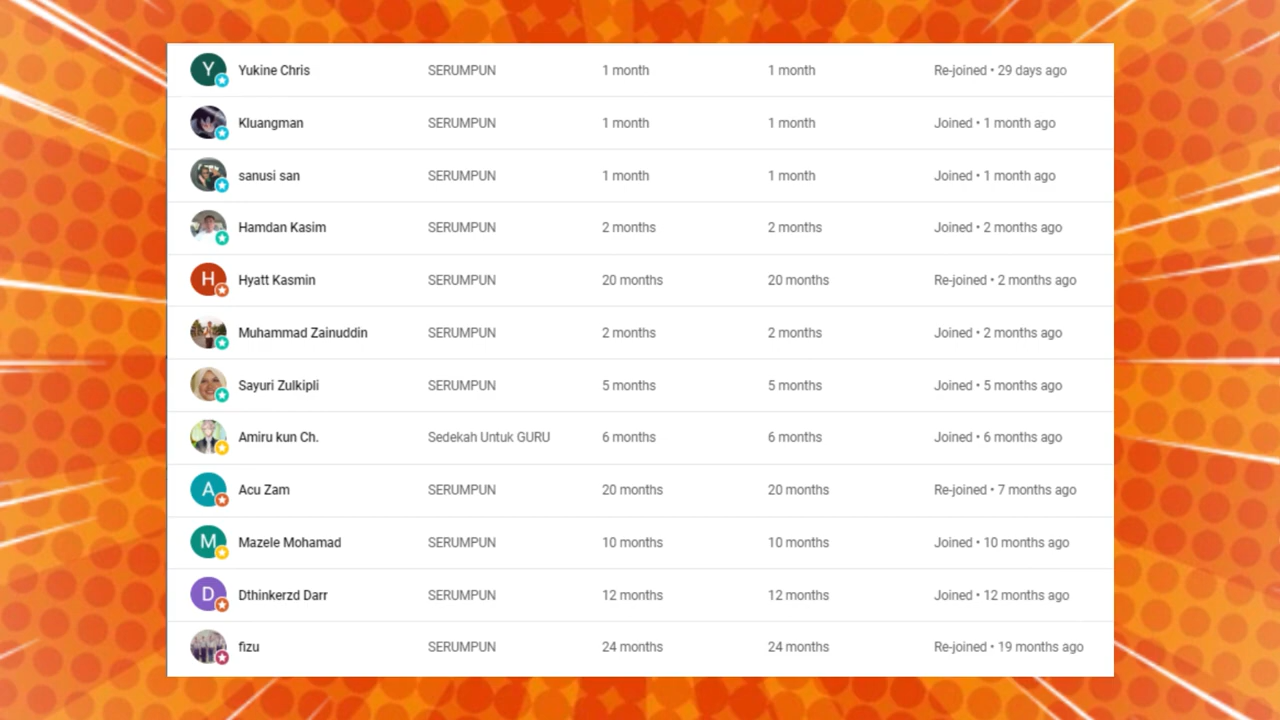 Y Yukine Chris SERUMPUN 1 month 1 month Re-joined • 29 days ago
Kluangman SERUMPUN 1 month 1 month Joined • 1 month ago
sanusi san SERUMPUN 1 month 1 month Joined • 1 month ago
Hamdan Kasim SERUMPUN 2 months 2 months Joined • 2 months ago
H Hyatt Kasmin SERUMPUN 20 months 20 months Re-joined • 2 months ago
Muhammad Zainuddin SERUMPUN 2 months 2 months Joined • 2 months ago
Sayuri Zulkipli SERUMPUN 5 months 5 months Joined • 5 months ago
Amiru kun Ch. Sedekah Untuk GURU 6 months 6 months Joined • 6 months ago
A Acu Zam SERUMPUN 20 months 20 months Re-joined • 7 months ago
M Mazele Mohamad SERUMPUN 10 months 10 months Joined • 10 months ago
D Dthinkerzd Darr SERUMPUN 12 months 12 months Joined • 12 months ago
fizu SERUMPUN 24 months 24 months Re-joined • 19 months ago